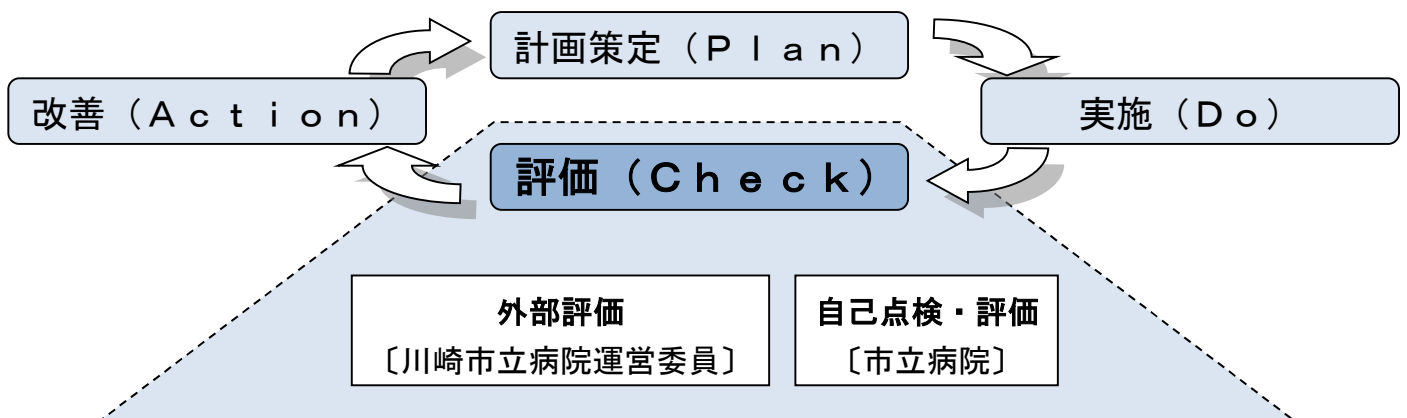 計画策定（Ｐｌａｎ）
改善（Ａｃｔｉｏｎ）
実施（Ｄｏ）
評価（Ｃｈｅｃｋ）
外部評価
〔川崎市立病院運営委員〕
自己点検・評価
〔市立病院〕